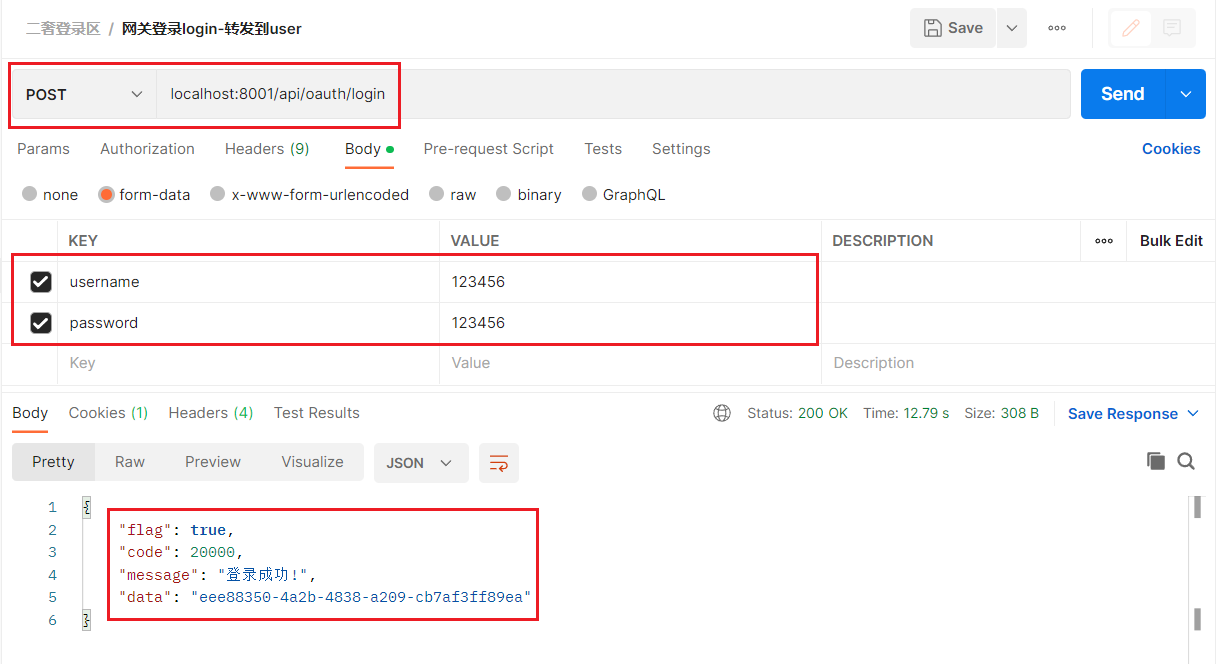 二奢登录区 / 网关登录login-转发到user
Save
POST
localhost:8001/api/oauth/login
Send
Params Authorization Headers (9) Body Pre-request Script Tests Settings Cookies
none form-data x-www-form-urlencoded raw binary GraphQL
KEY VALUE DESCRIPTION Bulk Edit
username 123456
password 123456
Key Value Description
Body Cookies (1) Headers (4) Test Results Status: 200 OK Time: 12.79 s Size: 308 B Save Response
Pretty Raw Preview Visualize JSON
1 {
2 "flag": true,
3 "code": 20000,
4 "message": "登录成功!",
5 "data": "eee88350-4a2b-4838-a209-cb7af3ff89ea"
6 }